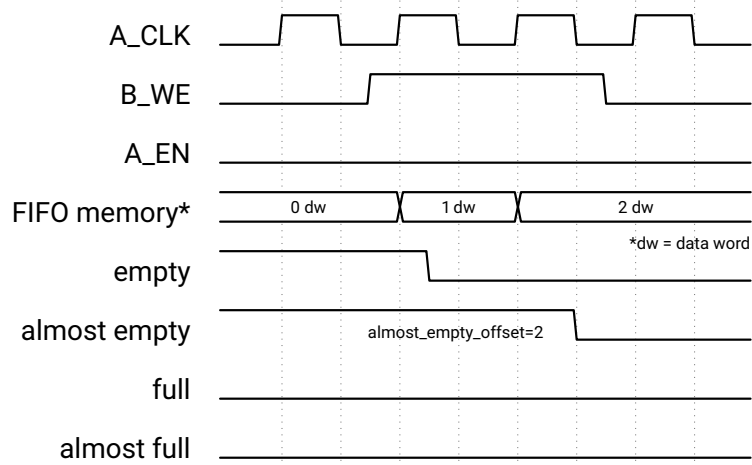 A_CLK
B_WE
A_EN
FIFO memory* 0 dw 1 dw 2 dw
*dw = data word
empty
almost empty almost_empty_offset=2
full
almost full